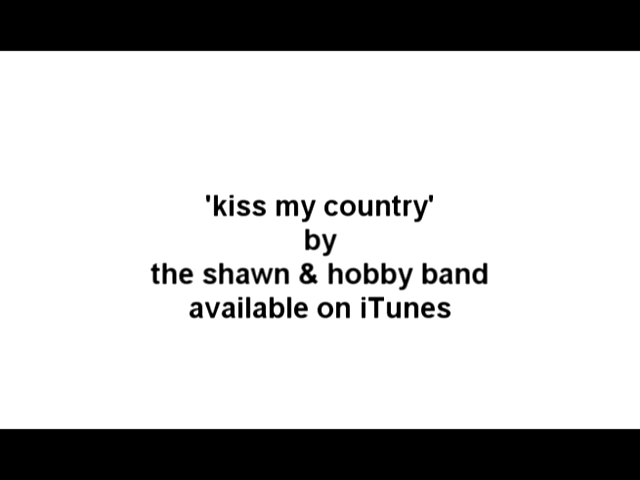 'kiss my country'
by
the shawn & hobby band
available on iTunes